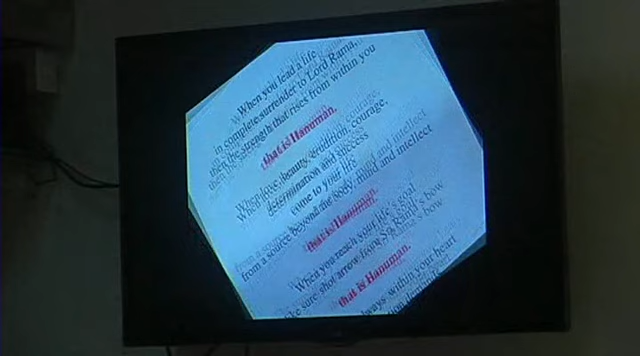 When you lead a life
in complete surrender to Lord Rama,
then the strength that rises from within you
that is Hanuman.
When love, beauty, erudition, courage,
determination and success
come to your life
from a source beyond the body, mind and intellect
that is Hanuman.
When you reach your life's goal
sure shot arrow from Sri Rama's bow
that is Hanuman.
within your heart